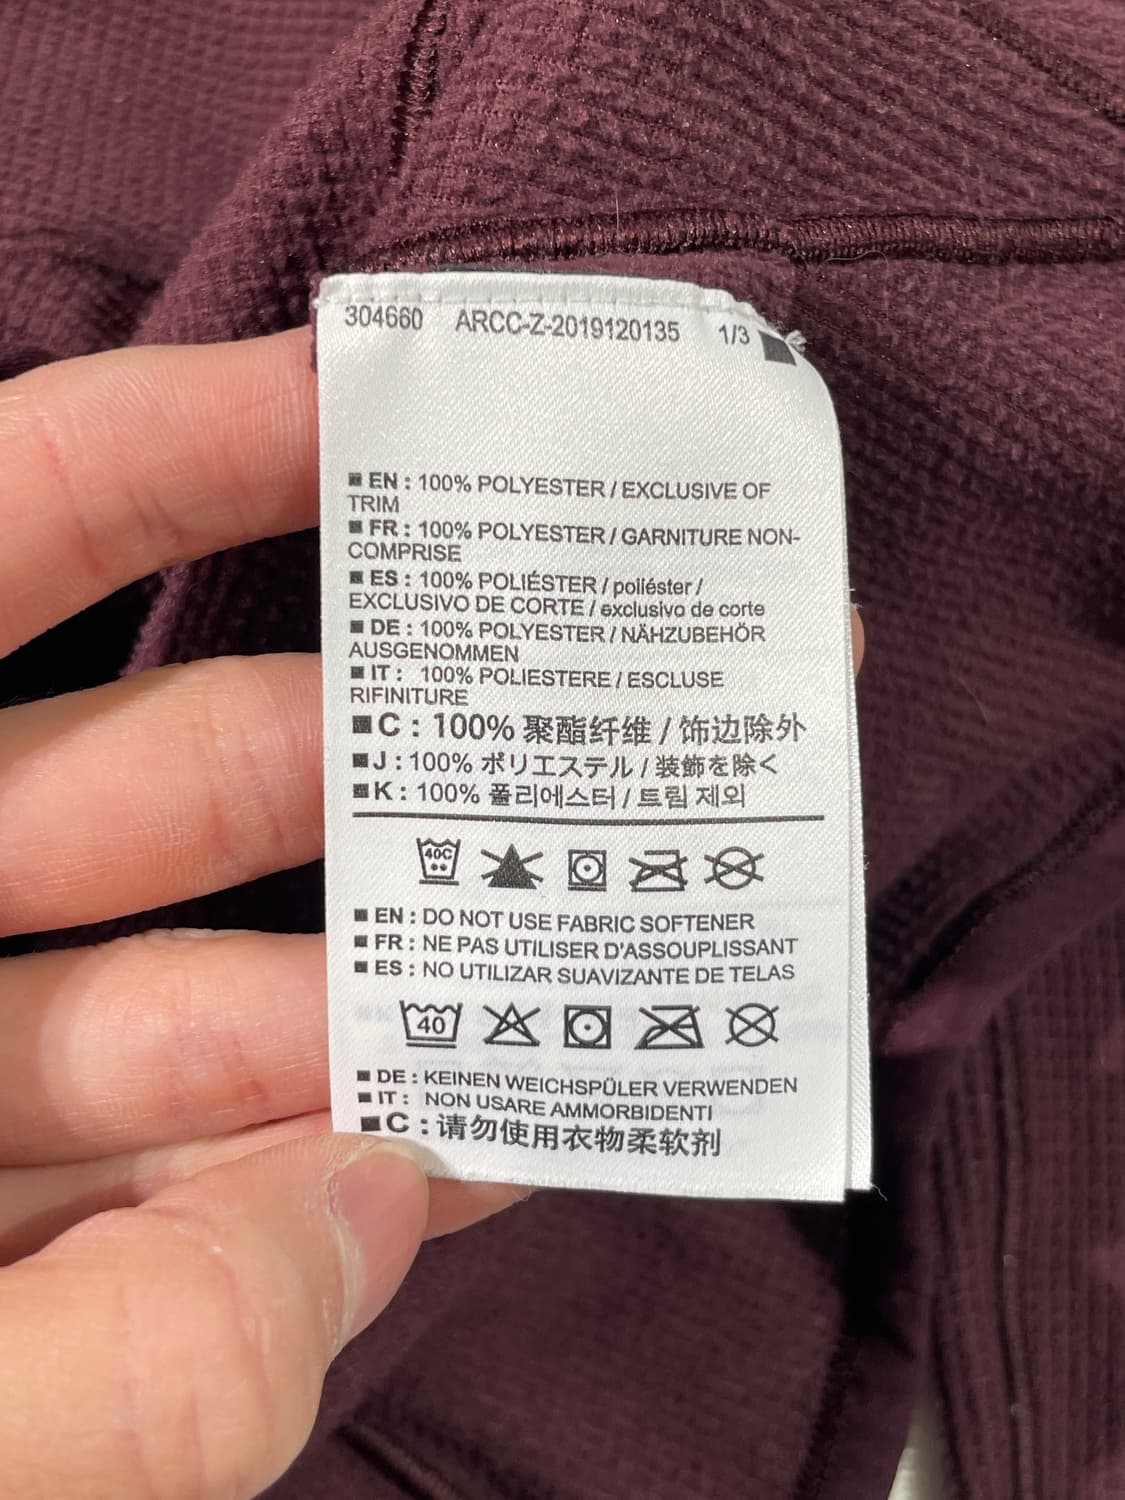 304660 ARCC-Z-2019120135 1/3
EN : 100% POLYESTER / EXCLUSIVE OF
TRIM
FR : 100% POLYESTER / GARNITURE NON-
COMPRISE
ES : 100% POLIÉSTER / poliéster /
EXCLUSIVO DE CORTE / exclusivo de corte
DE : 100% POLYESTER / NÄHZUBEHÖR
AUSGENOMMEN
IT : 100% POLIESTERE / ESCLUSE
RIFINITURE
C : 100% 聚酯纤维 / 饰边除外
J : 100% ポリエステル / 装飾を除く
K : 100% 폴리에스터 / 트림 제외
40C
EN : DO NOT USE FABRIC SOFTENER
FR : NE PAS UTILISER D'ASSOUPLISSANT
ES : NO UTILIZAR SUAVIZANTE DE TELAS
40
DE : KEINEN WEICHSPÜLER VERWENDEN
IT : NON USARE AMMORBIDENTI
C : 请勿使用衣物柔软剂